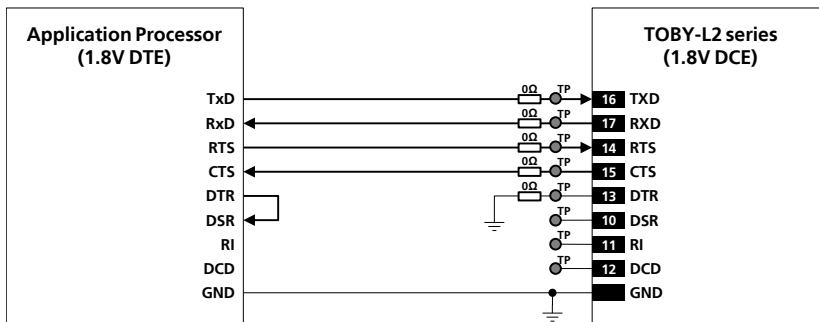 Application Processor
(1.8V DTE)
TOBY-L2 series
(1.8V DCE)
TxD 0Ω TP 16 TXD
RxD 0Ω TP 17 RXD
RTS 0Ω TP 14 RTS
CTS 0Ω TP 15 CTS
DTR 0Ω TP 13 DTR
DSR TP 10 DSR
RI TP 11 RI
DCD TP 12 DCD
GND GND